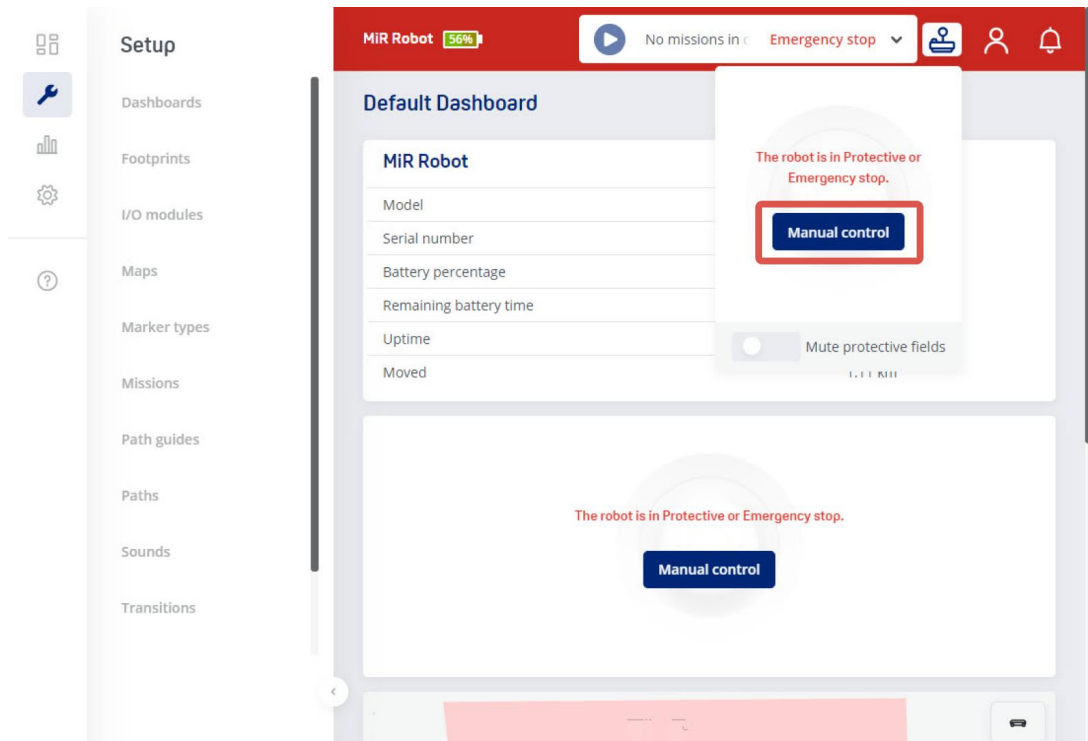 Setup
Dashboards
Footprints
I/O modules
Maps
Marker types
Missions
Path guides
Paths
Sounds
Transitions
MiR Robot 56%
No missions in
Emergency stop
Default Dashboard
MiR Robot
Model
Serial number
Battery percentage
Remaining battery time
Uptime
Moved
The robot is in Protective or
Emergency stop.
Manual control
Mute protective fields
The robot is in Protective or Emergency stop.
Manual control